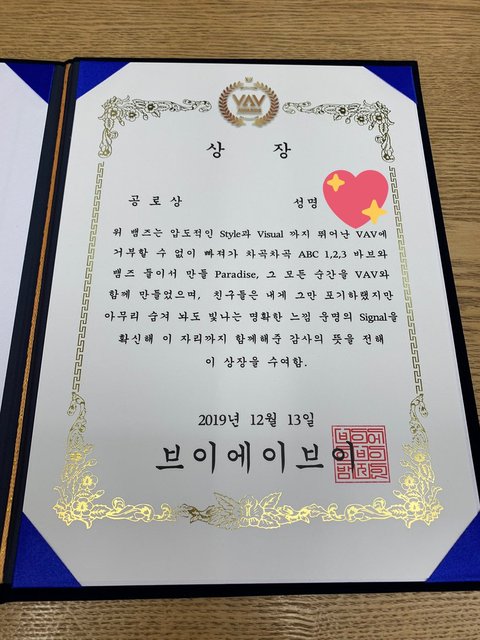 VAV
상 장
공로상 성명
위 뱀즈는 압도적인 Style과 Visual 까지 뛰어난 VAV에
거부할 수 없이 빠져가 차곡차곡 ABC 1,2,3 바브와
뱀즈 들이서 만들 Paradise, 그 모든 순간을 VAV와
함께 만들었으며, 친구들은 내게 그만 포기하랬지만
아무리 숨겨 놔도 빛나는 명확한 느낌 운명의 Signal을
확신해 이 자리까지 함께해준 감사의 뜻을 전해
이 상장을 수여함.
2019년 12월 13일
브이에이브이